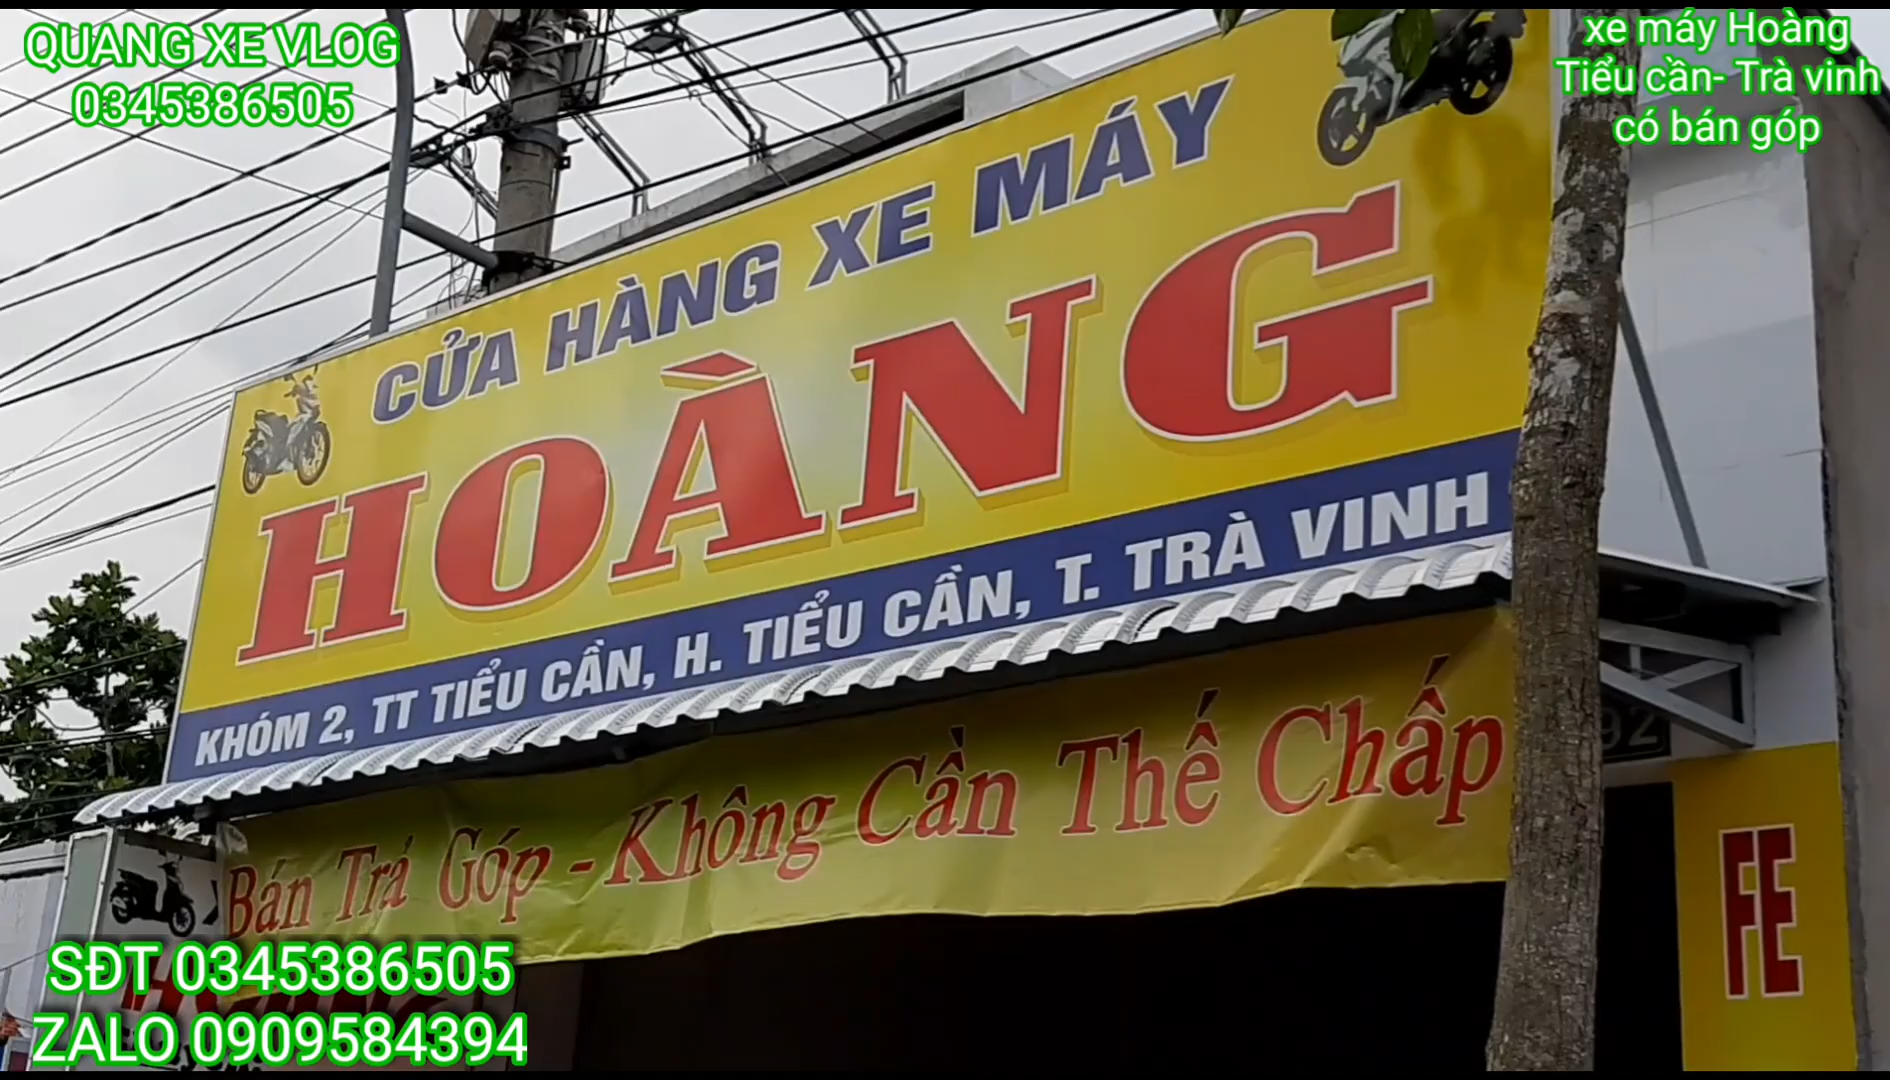 QUANG XE VLOG
0345386505
xe máy Hoàng
Tiểu cần- Trà vinh
có bán góp
CỬA HÀNG XE MÁY
HOÀNG
KHÓM 2, TT TIỂU CẦN, H. TIỂU CẦN, T. TRÀ VINH
Bán Trả Góp - Không Cần Thế Chấp
92
FE
SĐT 0345386505
ZALO 0909584394